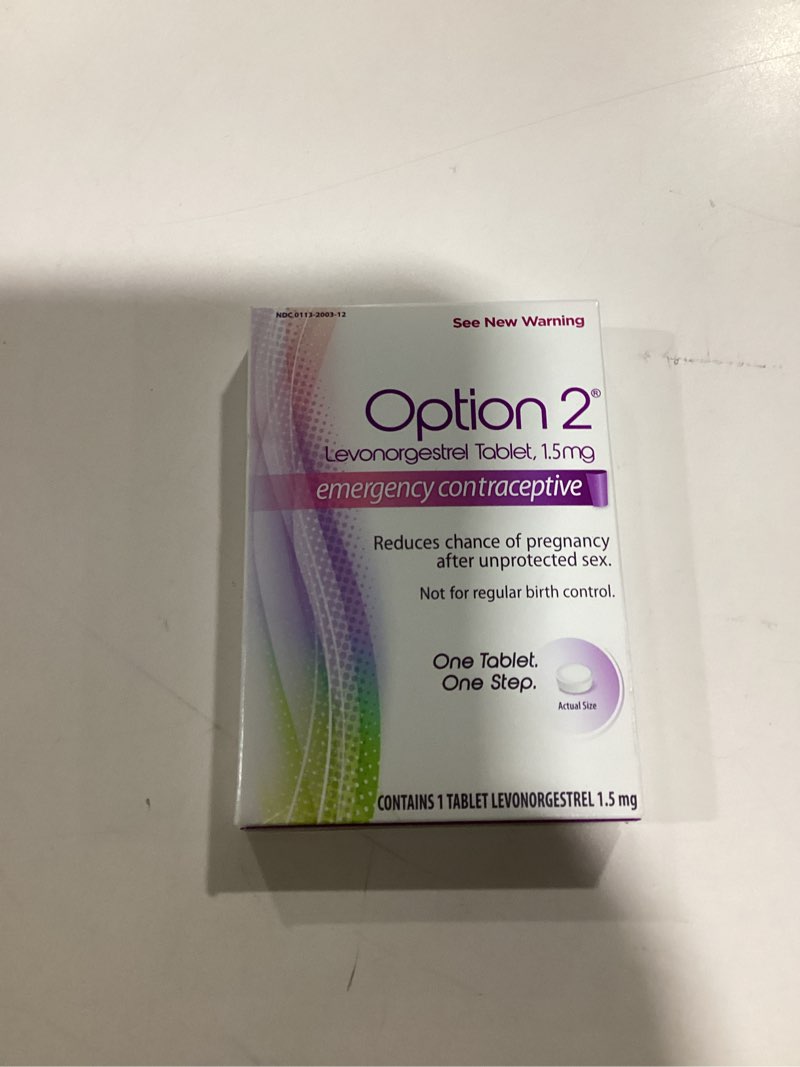 NDC 0113-2003-12
See New Warning
Option 2®
Levonorgestrel Tablet, 1.5mg
emergency contraceptive
Reduces chance of pregnancy
after unprotected sex.
Not for regular birth control.
One Tablet.
One Step.
Actual Size
CONTAINS 1 TABLET LEVONORGESTREL 1.5 mg